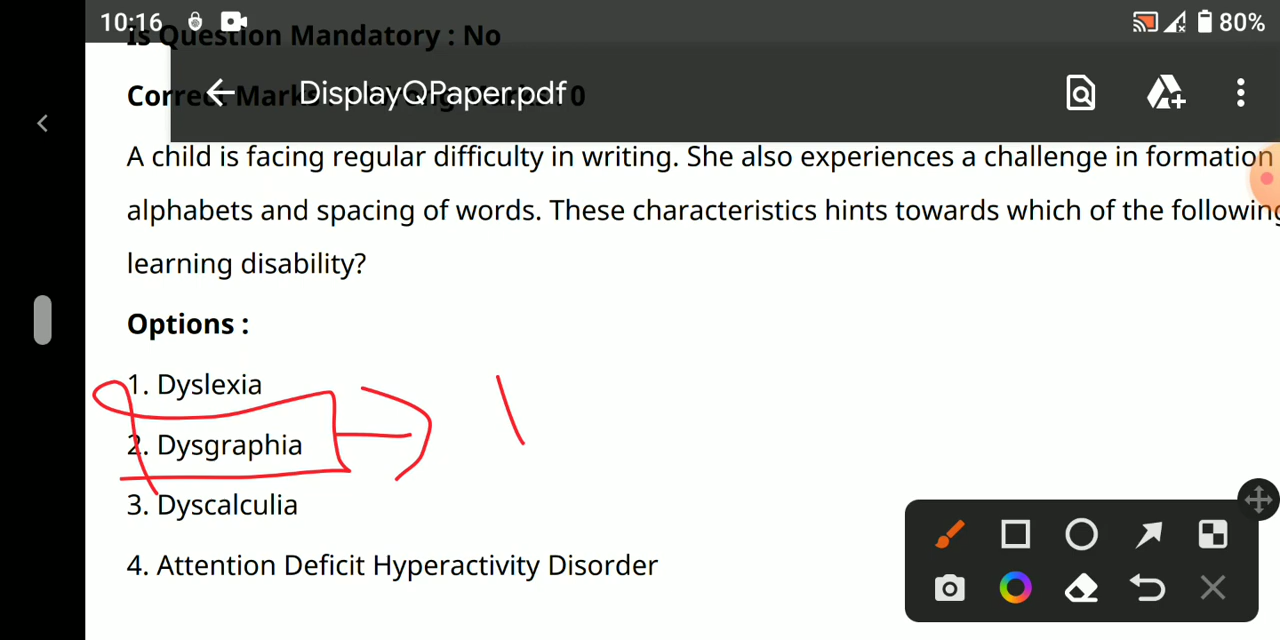 10:16 80%
Is Question Mandatory : No
DisplayQPaper.pdf
A child is facing regular difficulty in writing. She also experiences a challenge in formation
alphabets and spacing of words. These characteristics hints towards which of the following
learning disability?
Options :
1. Dyslexia
2. Dysgraphia
3. Dyscalculia
4. Attention Deficit Hyperactivity Disorder